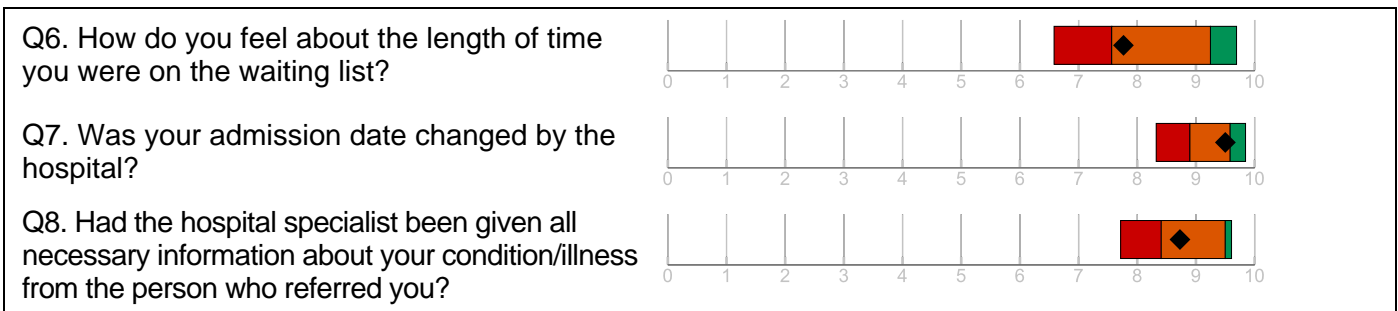 Q6. How do you feel about the length of time
you were on the waiting list?
0 1 2 3 4 5 6 7 8 9 10
Q7. Was your admission date changed by the
hospital?
0 1 2 3 4 5 6 7 8 9 10
Q8. Had the hospital specialist been given all
necessary information about your condition/illness
from the person who referred you?
0 1 2 3 4 5 6 7 8 9 10